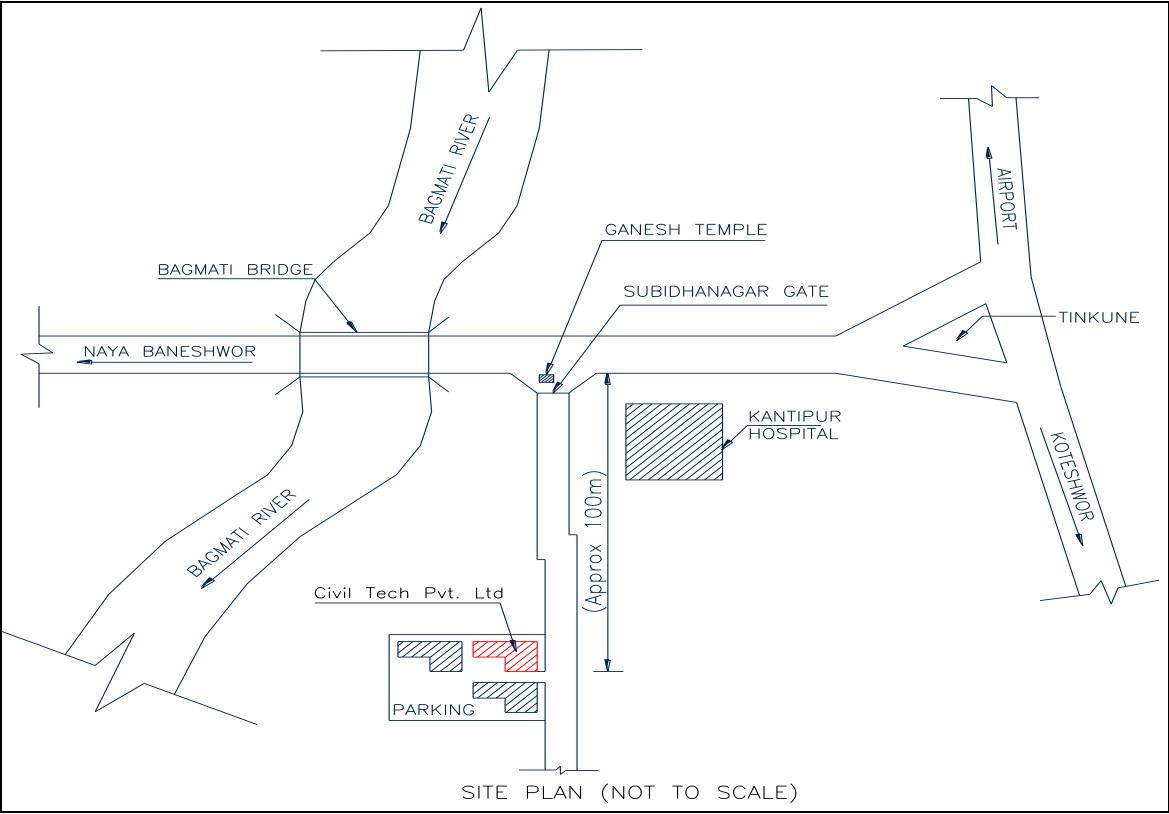 BAGMATI RIVER
AIRPORT
GANESH TEMPLE
BAGMATI BRIDGE
SUBIDHANAGAR GATE
TINKUNE
NAYA BANESHWOR
KANTIPUR
HOSPITAL
KOTESHWOR
(Approx 100m)
BAGMATI RIVER
Civil Tech Pvt. Ltd
PARKING
SITE PLAN (NOT TO SCALE)